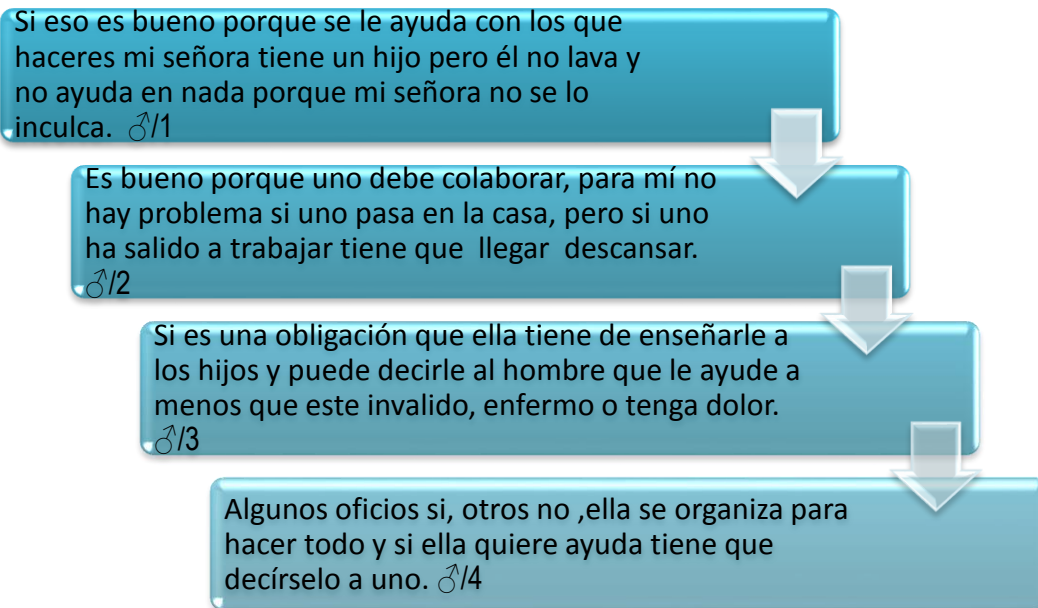 Si eso es bueno porque se le ayuda con los que
haceres mi señora tiene un hijo pero él no lava y
no ayuda en nada porque mi señora no se lo
inculca. ♂/1
Es bueno porque uno debe colaborar, para mí no
hay problema si uno pasa en la casa, pero si uno
ha salido a trabajar tiene que llegar descansar.
♂/2
Si es una obligación que ella tiene de enseñarle a
los hijos y puede decirle al hombre que le ayude a
menos que este invalido, enfermo o tenga dolor.
♂/3
Algunos oficios si, otros no ,ella se organiza para
hacer todo y si ella quiere ayuda tiene que
decírselo a uno. ♂/4